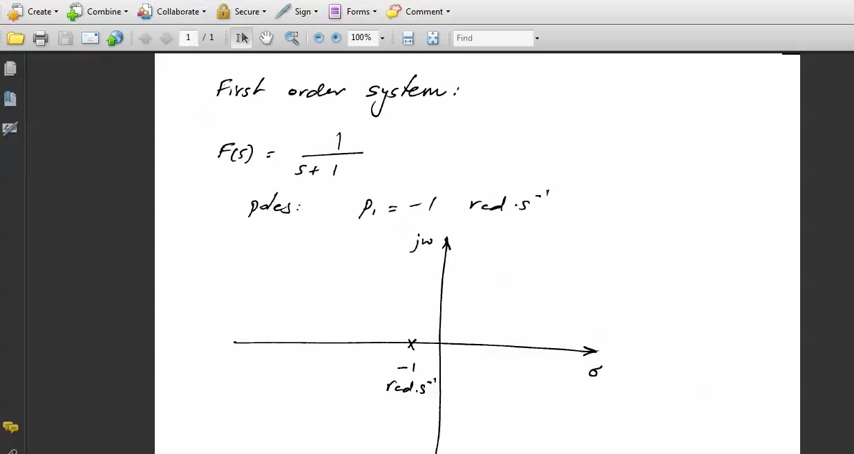 Create Combine Collaborate Secure Sign Forms Comment
1 / 1 100% Find
First order system:
F(s) = 1
s + 1
poles: p₁ = -1 rad·s⁻¹
jω
-1
rad·s⁻¹
σ